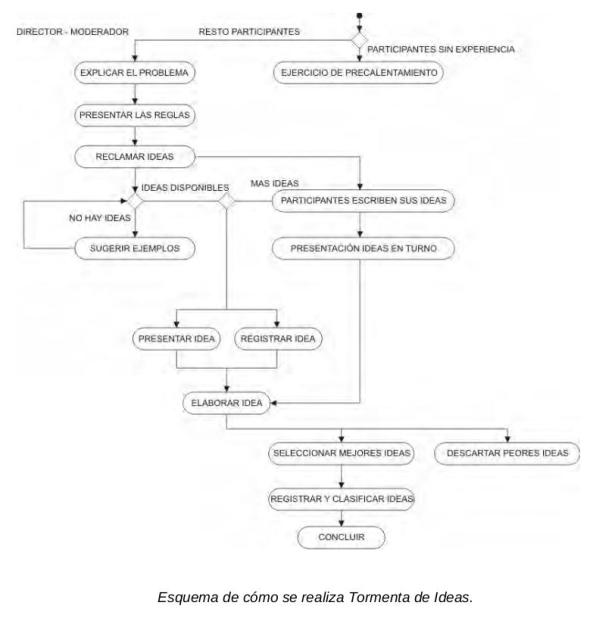 DIRECTOR - MODERADOR
RESTO PARTICIPANTES
PARTICIPANTES SIN EXPERIENCIA
EXPLICAR EL PROBLEMA
EJERCICIO DE PRECALENTAMIENTO
PRESENTAR LAS REGLAS
RECLAMAR IDEAS
IDEAS DISPONIBLES
MAS IDEAS
PARTICIPANTES ESCRIBEN SUS IDEAS
NO HAY IDEAS
SUGERIR EJEMPLOS
PRESENTACIÓN IDEAS EN TURNO
PRESENTAR IDEA
REGISTRAR IDEA
ELABORAR IDEA
SELECCIONAR MEJORES IDEAS
DESCARTAR PEORES IDEAS
REGISTRAR Y CLASIFICAR IDEAS
CONCLUIR
Esquema de cómo se realiza Tormenta de Ideas.